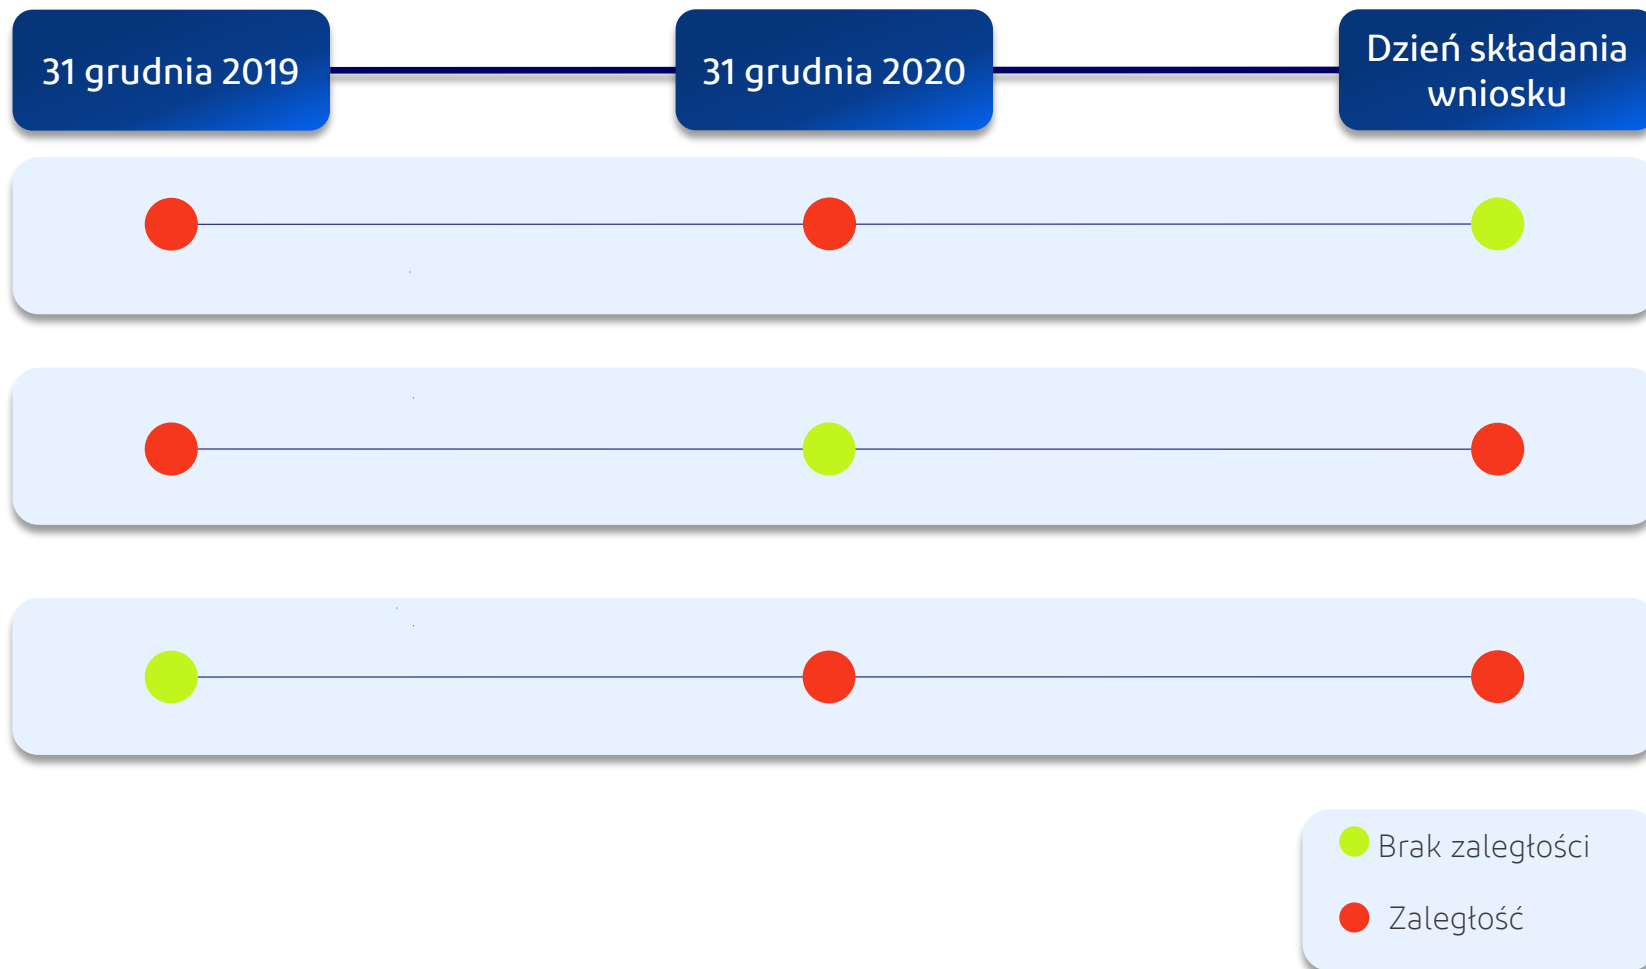 31 grudnia 2019
31 grudnia 2020
Dzień składania
wniosku
Brak zaległości
Zaległość